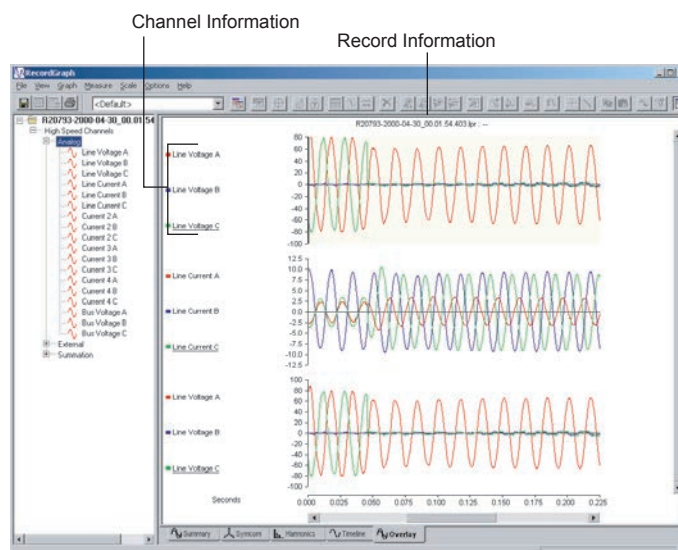 Channel Information
Record Information
RecordGraph
File View Graph Measure Scale Options Help
<Default>
R20793-2000-04-30_00.01.54
High Speed Channels
Analog
Line Voltage A
Line Voltage B
Line Voltage C
Line Current A
Line Current B
Line Current C
Current 2 A
Current 2 B
Current 2 C
Current 3 A
Current 3 B
Current 3 C
Current 4 A
Current 4 B
Current 4 C
Bus Voltage A
Bus Voltage B
Bus Voltage C
External
Summation
R20793-2000-04-30_00.01.54.403.lpr : --
Line Voltage A
Line Voltage B
Line Voltage C
80
60
40
20
0
-20
-40
-60
-80
-100
Line Current A
Line Current B
Line Current C
12.5
10.0
7.5
5.0
2.5
0.0
-2.5
-5.0
-7.5
-10.0
-12.5
Line Voltage A
Line Voltage B
Line Voltage C
100
80
60
40
20
0
-20
-40
-60
-80
-100
Seconds
0.000 0.025 0.050 0.075 0.100 0.125 0.150 0.175 0.200 0.225
Summary Symcom Harmonics Timeline Overlay